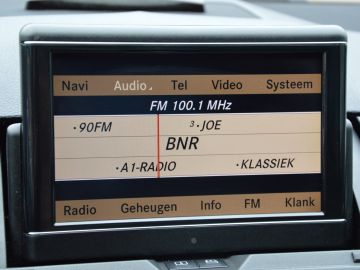 Navi Audio Tel Video Systeem
FM 100.1 MHz
·90FM 3·JOE
BNR
·A1-RADIO ·KLASSIEK
Radio Geheugen Info FM Klank